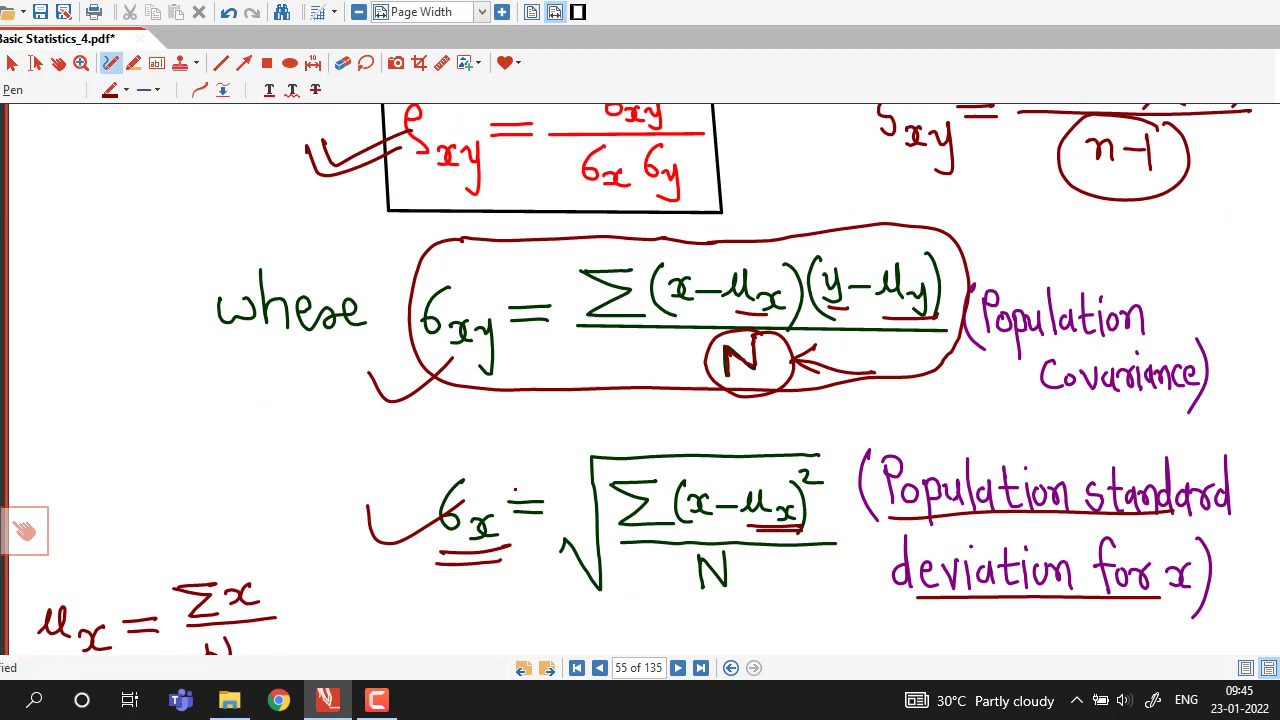 Page Width
Basic Statistics_4.pdf*
Pen
ρxy = σxy / σx σy
Sxy =
n-1
where σxy = Σ(x-μx)(y-μy) / N (Population
Covariance)
σx = √Σ(x-μx)² / N (Population standard
deviation for x)
μx = Σx / N
fied
55 of 135
30°C Partly cloudy
ENG
09:45
23-01-2022